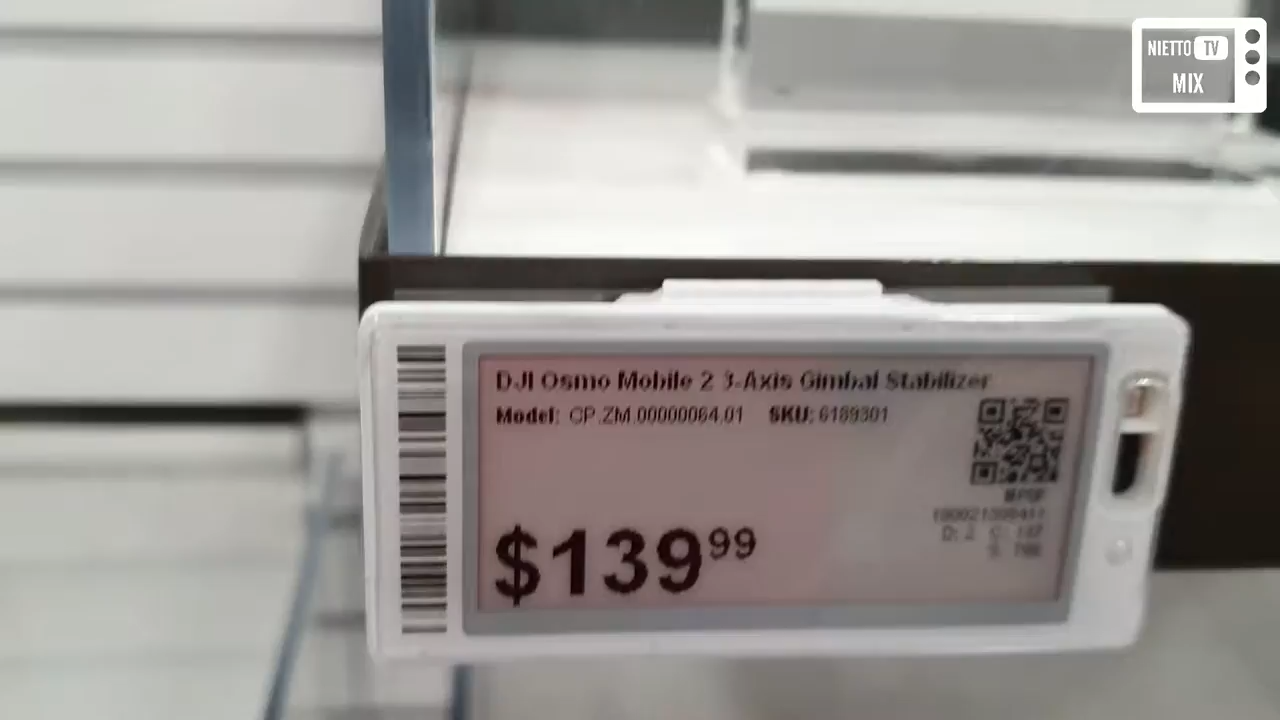 NIETTO TV
MIX
DJI Osmo Mobile 2 3-Axis Gimbal Stabilizer
Model: CP.ZM.00000064.01 SKU: 6189301
$139.99